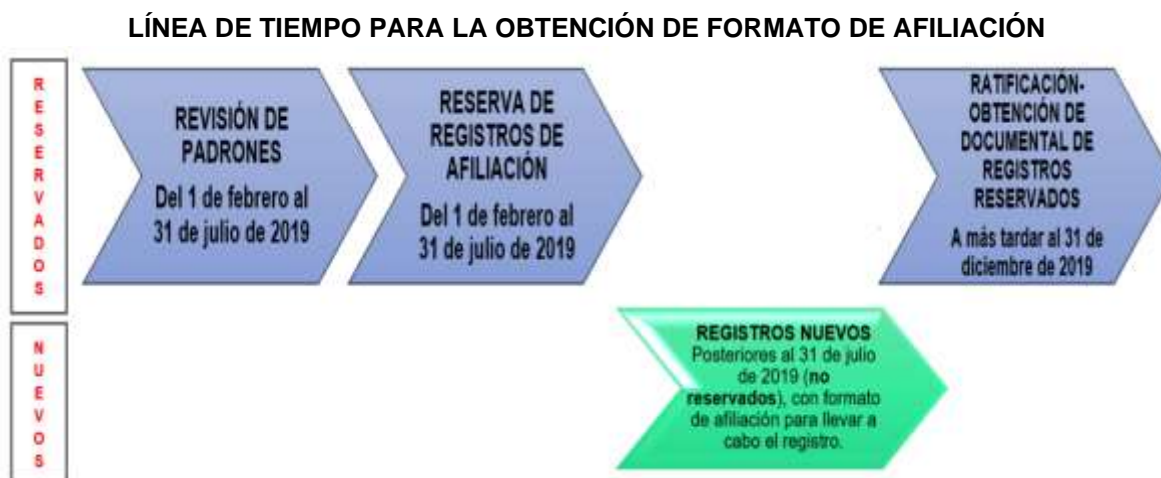 LÍNEA DE TIEMPO PARA LA OBTENCIÓN DE FORMATO DE AFILIACIÓN
RESERVADOS
REVISIÓN DE
PADRONES
Del 1 de febrero al
31 de julio de 2019
RESERVA DE
REGISTROS DE
AFILIACIÓN
Del 1 de febrero al
31 de julio de 2019
RATIFICACIÓN-
OBTENCIÓN DE
DOCUMENTAL DE
REGISTROS
RESERVADOS
A más tardar al 31 de
diciembre de 2019
NUEVOS
REGISTROS NUEVOS
Posteriores al 31 de julio
de 2019 (no
reservados), con formato
de afiliación para llevar a
cabo el registro.